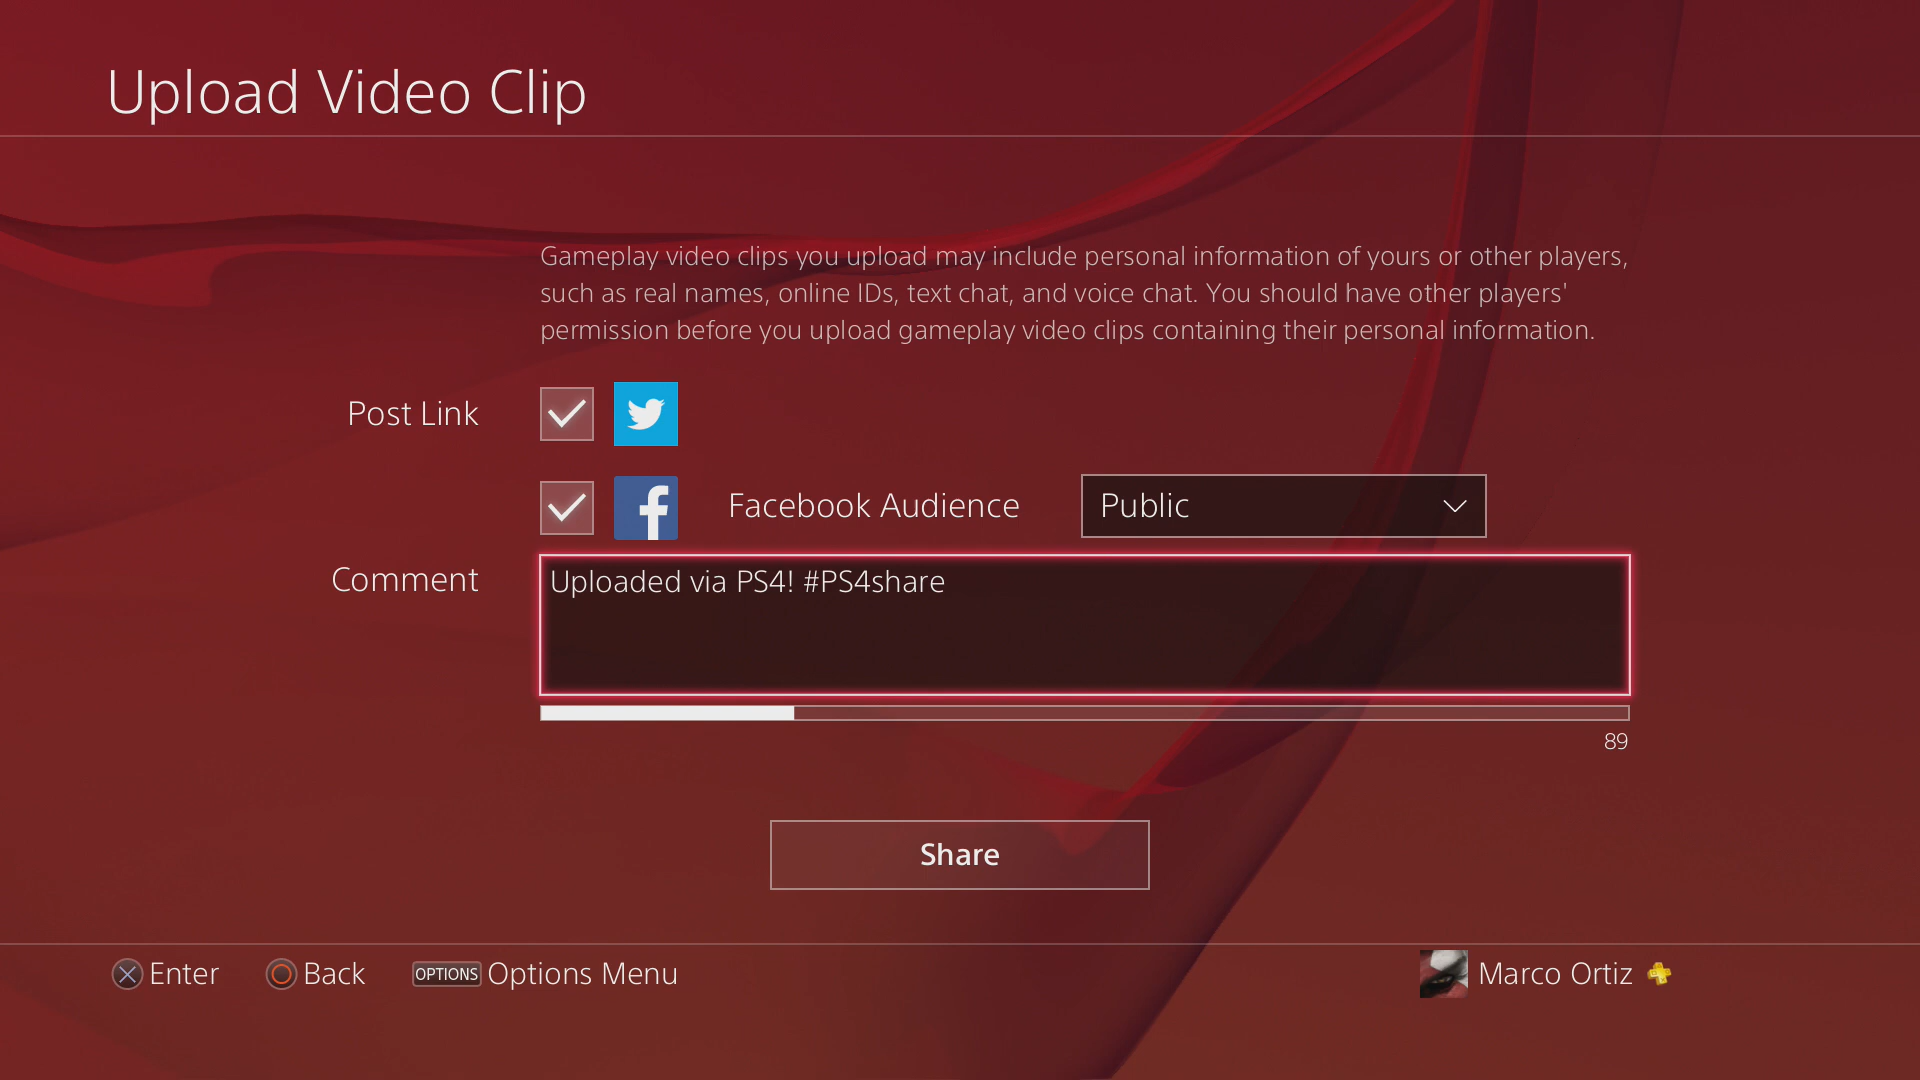 Upload Video Clip
Gameplay video clips you upload may include personal information of yours or other players,
such as real names, online IDs, text chat, and voice chat. You should have other players'
permission before you upload gameplay video clips containing their personal information.
Post Link
Facebook Audience Public
Comment Uploaded via PS4! #PS4share
89
Share
Enter Back OPTIONS Options Menu Marco Ortiz